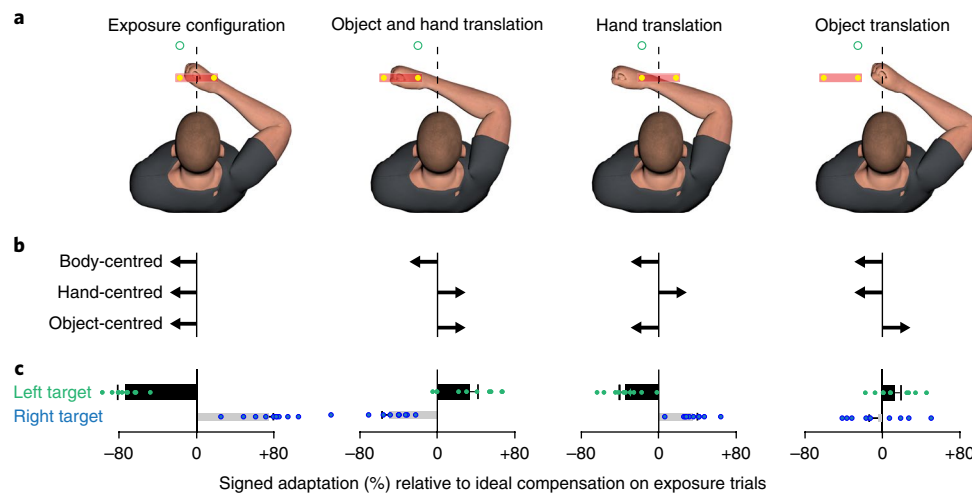 a
Exposure configuration
Object and hand translation
Hand translation
Object translation
b
Body-centred
Hand-centred
Object-centred
c
Left target
Right target
−80 0 +80
−80 0 +80
−80 0 +80
−80 0 +80
Signed adaptation (%) relative to ideal compensation on exposure trials